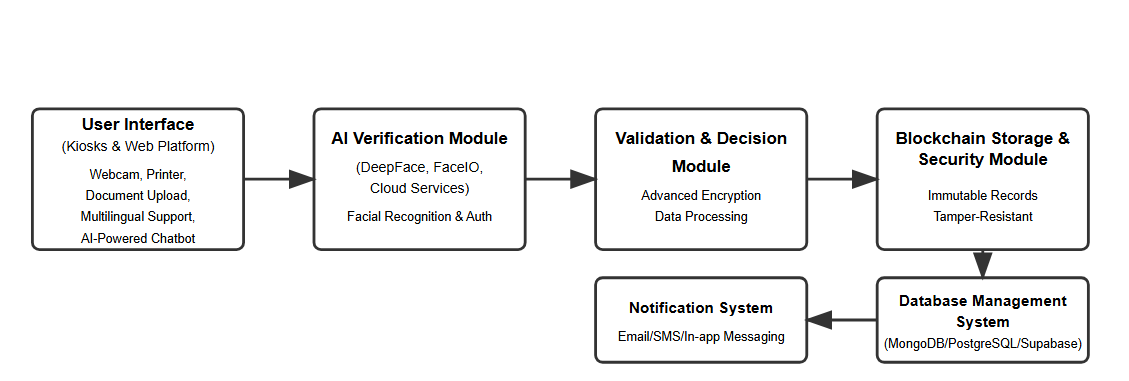 User Interface
(Kiosks & Web Platform)
Webcam, Printer,
Document Upload,
Multilingual Support,
AI-Powered Chatbot
AI Verification Module
(DeepFace, FaceIO,
Cloud Services)
Facial Recognition & Auth
Validation & Decision
Module
Advanced Encryption
Data Processing
Blockchain Storage &
Security Module
Immutable Records
Tamper-Resistant
Notification System
Email/SMS/In-app Messaging
Database Management
System
(MongoDB/PostgreSQL/Supabase)